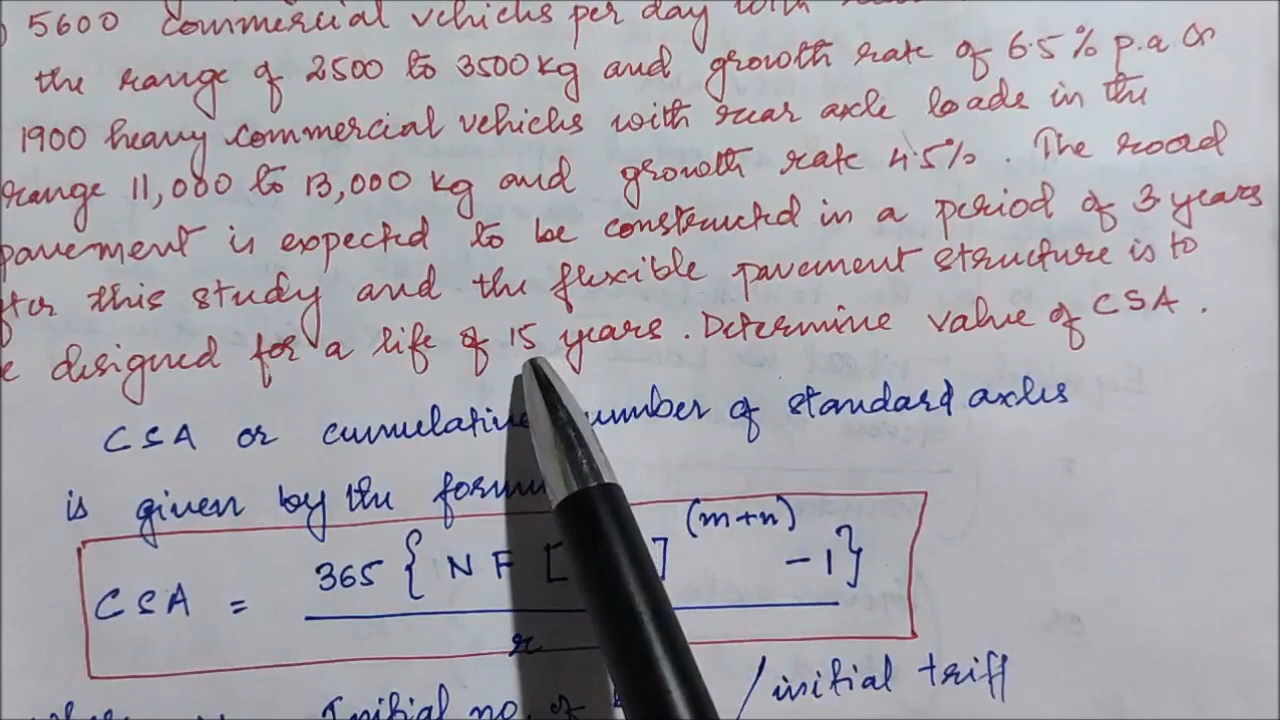 5600 commercial vehicles per day with
the range of 2500 to 3500 kg and growth rate of 6.5% p.a on
1900 heavy commercial vehicles with rear axle loads in the
range 11,000 to 13,000 kg and growth rate 4.5%. The road
pavement is expected to be constructed in a period of 3 years
this study and the flexible pavement structure is to
designed for a life of 15 years. Determine value of CSA.
CSA or cumulative number of standard axles
is given by the
CSA = 365 { N F [ ] (m+n) - 1 }
r
Initial no. of / initial traff